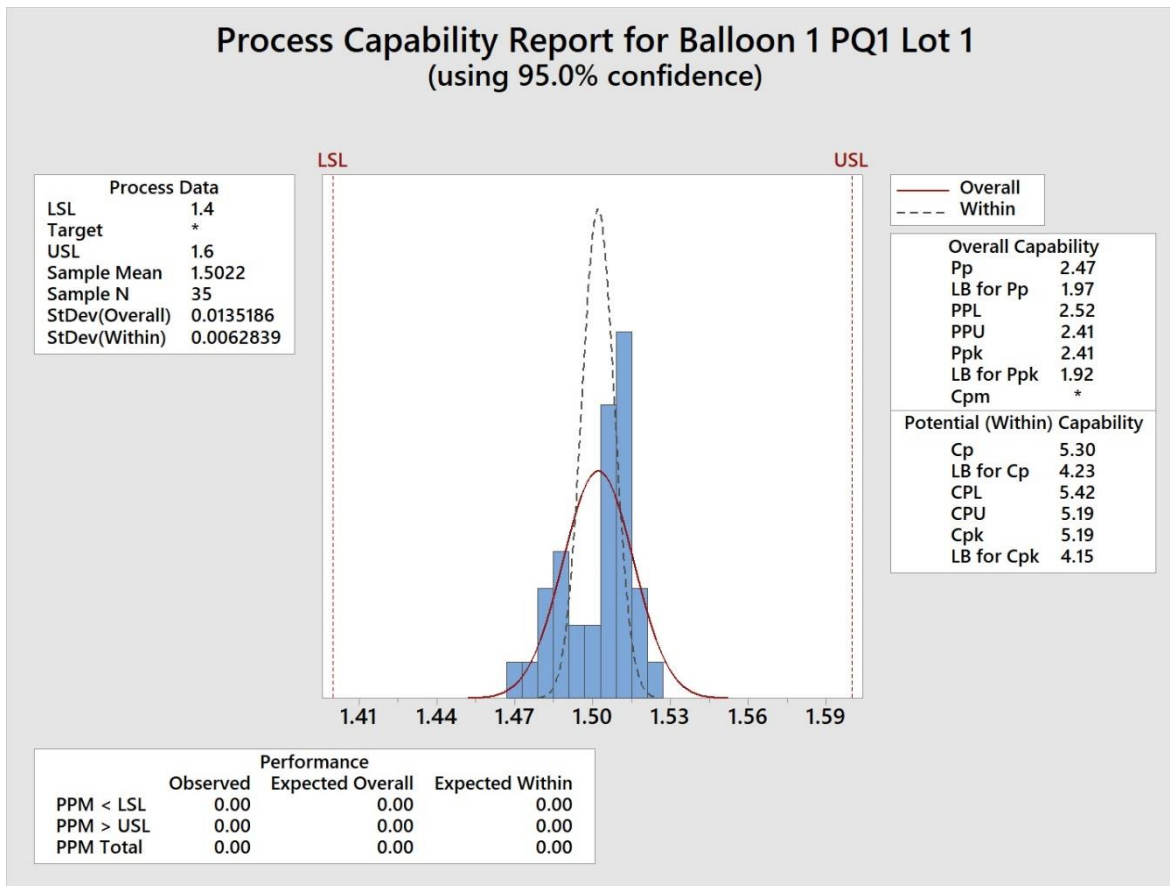 Process Capability Report for Balloon 1 PQ1 Lot 1
(using 95.0% confidence)
LSL
USL
Process Data
LSL 1.4
Target *
USL 1.6
Sample Mean 1.5022
Sample N 35
StDev(Overall) 0.0135186
StDev(Within) 0.0062839
Overall
Within
Overall Capability
Pp 2.47
LB for Pp 1.97
PPL 2.52
PPU 2.41
Ppk 2.41
LB for Ppk 1.92
Cpm *
Potential (Within) Capability
Cp 5.30
LB for Cp 4.23
CPL 5.42
CPU 5.19
Cpk 5.19
LB for Cpk 4.15
1.41 1.44 1.47 1.50 1.53 1.56 1.59
Performance
Observed Expected Overall Expected Within
PPM < LSL 0.00 0.00 0.00
PPM > USL 0.00 0.00 0.00
PPM Total 0.00 0.00 0.00